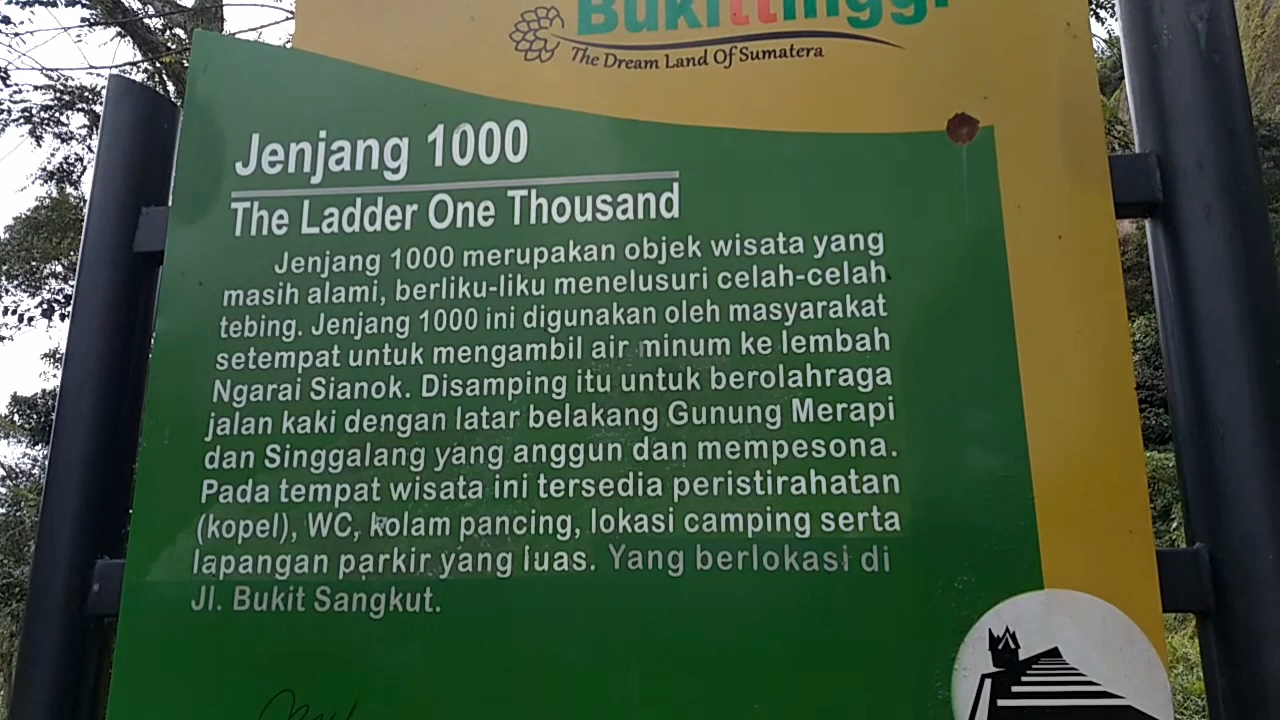 Bukittinggi
The Dream Land Of Sumatera
Jenjang 1000
The Ladder One Thousand
Jenjang 1000 merupakan objek wisata yang
masih alami, berliku-liku menelusuri celah-celah
tebing. Jenjang 1000 ini digunakan oleh masyarakat
setempat untuk mengambil air minum ke lembah
Ngarai Sianok. Disamping itu untuk berolahraga
jalan kaki dengan latar belakang Gunung Merapi
dan Singgalang yang anggun dan mempesona.
Pada tempat wisata ini tersedia peristirahatan
(kopel), WC, kolam pancing, lokasi camping serta
lapangan parkir yang luas. Yang berlokasi di
Jl. Bukit Sangkut.